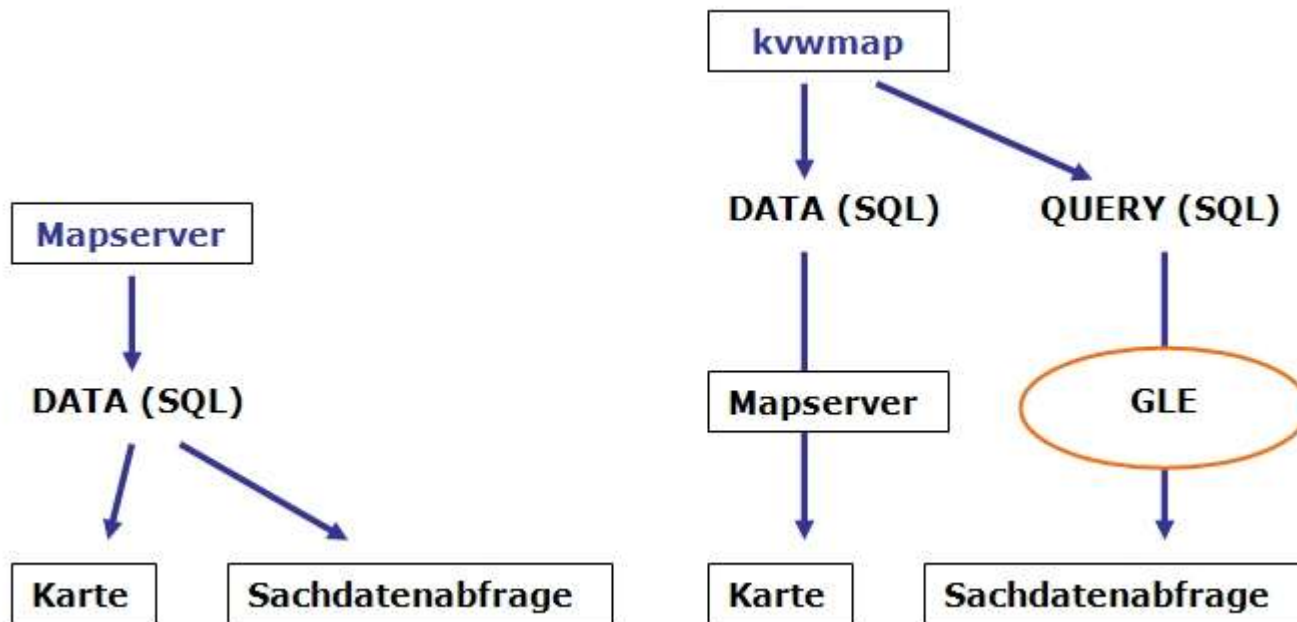 Mapserver
DATA (SQL)
Karte
Sachdatenabfrage
kvwmap
DATA (SQL)
QUERY (SQL)
Mapserver
GLE
Karte
Sachdatenabfrage